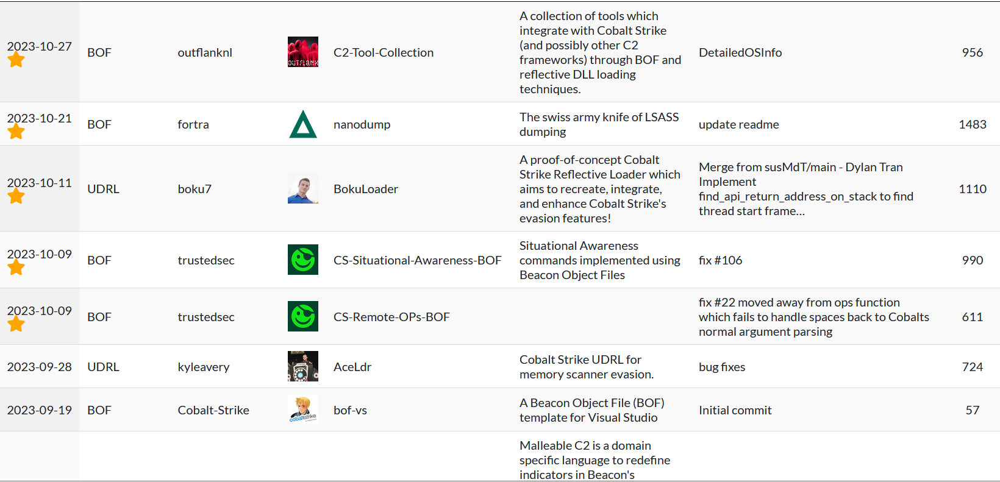 A collection of tools which
integrate with Cobalt Strike
2023-10-27 BOF outflanknl OUTFLANK C2-Tool-Collection (and possibly other C2 DetailedOSInfo 956
frameworks) through BOF and
reflective DLL loading
techniques.
2023-10-21 BOF fortra nanodump The swiss army knife of LSASS update readme 1483
dumping
A proof-of-concept Cobalt
Strike Reflective Loader which Merge from susMdT/main - Dylan Tran
2023-10-11 UDRL boku7 BokuLoader aims to recreate, integrate, Implement 1110
and enhance Cobalt Strike's find_api_return_address_on_stack to find
evasion features! thread start frame...
Situational Awareness
2023-10-09 BOF trustedsec CS-Situational-Awareness-BOF commands implemented using fix #106 990
Beacon Object Files
fix #22 moved away from ops function
2023-10-09 BOF trustedsec CS-Remote-OPs-BOF which fails to handle spaces back to Cobalts 611
normal argument parsing
2023-09-28 UDRL kyleavery AceLdr Cobalt Strike UDRL for bug fixes 724
memory scanner evasion.
2023-09-19 BOF Cobalt-Strike cobaltstrike bof-vs A Beacon Object File (BOF) Initial commit 57
template for Visual Studio
Malleable C2 is a domain
specific language to redefine
indicators in Beacon's